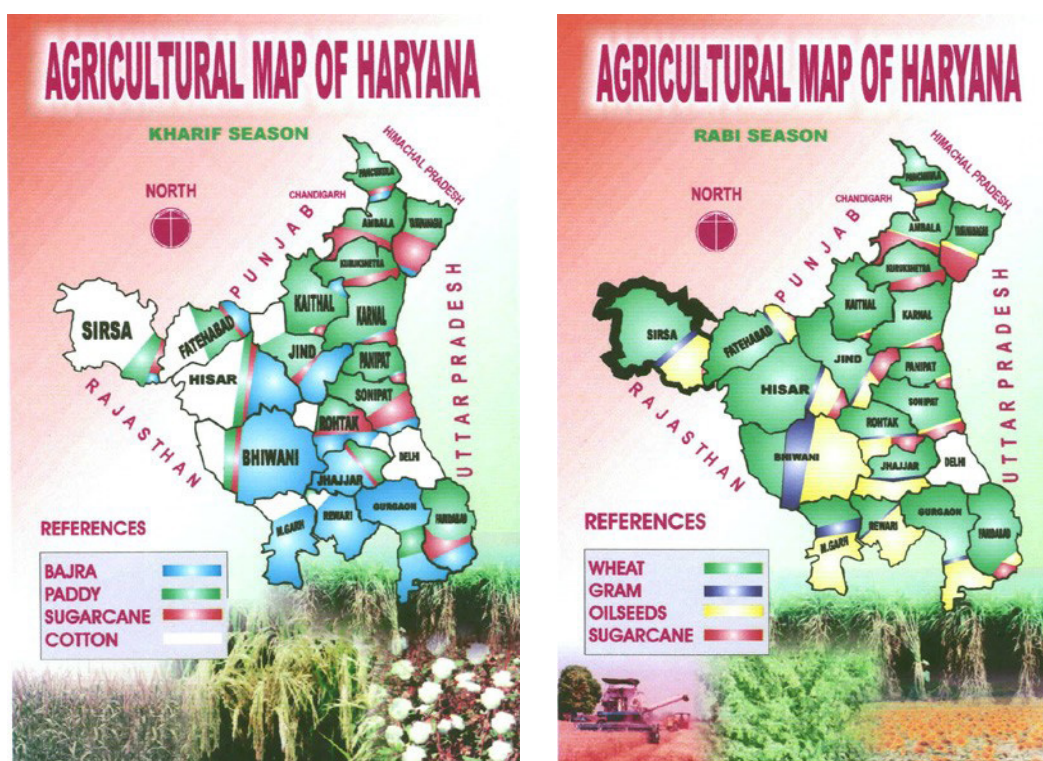 AGRICULTURAL MAP OF HARYANA
KHARIF SEASON
NORTH
CHANDIGARH
HIMACHAL PRADESH
PUNJAB
UTTAR PRADESH
RAJASTHAN
PANCHKULA
AMBALA
YAMUNANAGAR
KURUKSHETRA
KAITHAL
KARNAL
SIRSA
FATEHABAD
JIND
PANIPAT
HISAR
SONIPAT
ROHTAK
BHIWANI
DELHI
JHAJJAR
M.GARH
REWARI
GURGAON
FARIDABAD
REFERENCES
BAJRA
PADDY
SUGARCANE
COTTON
AGRICULTURAL MAP OF HARYANA
RABI SEASON
NORTH
CHANDIGARH
HIMACHAL PRADESH
PUNJAB
UTTAR PRADESH
RAJASTHAN
PANCHKULA
AMBALA
YAMUNANAGAR
KURUKSHETRA
KAITHAL
KARNAL
SIRSA
FATEHABAD
JIND
PANIPAT
HISAR
SONIPAT
ROHTAK
BHIWANI
JHAJJAR
DELHI
GURGAON
REWARI
M.GARH
FARIDABAD
REFERENCES
WHEAT
GRAM
OILSEEDS
SUGARCANE